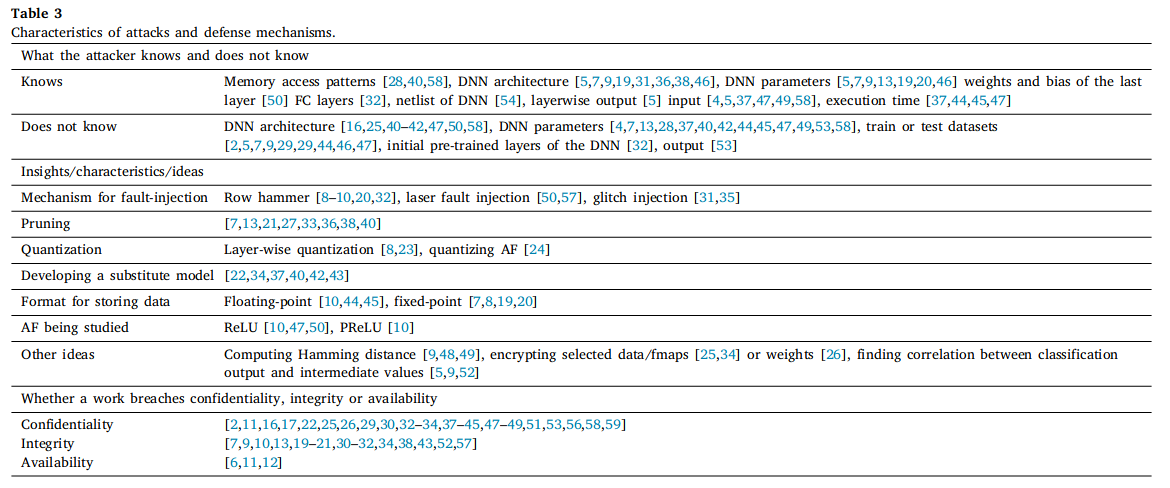 Table 3
Characteristics of attacks and defense mechanisms.
What the attacker knows and does not know
Knows Memory access patterns [28,40,58], DNN architecture [5,7,9,19,31,36,38,46], DNN parameters [5,7,9,13,19,20,46] weights and bias of the last
layer [50] FC layers [32], netlist of DNN [54], layerwise output [5] input [4,5,37,47,49,58], execution time [37,44,45,47]
Does not know DNN architecture [16,25,40–42,47,50,58], DNN parameters [4,7,13,28,37,40,42,44,45,47,49,53,58], train or test datasets
[2,5,7,9,29,29,44,46,47], initial pre-trained layers of the DNN [32], output [53]
Insights/characteristics/ideas
Mechanism for fault-injection Row hammer [8–10,20,32], laser fault injection [50,57], glitch injection [31,35]
Pruning [7,13,21,27,33,36,38,40]
Quantization Layer-wise quantization [8,23], quantizing AF [24]
Developing a substitute model [22,34,37,40,42,43]
Format for storing data Floating-point [10,44,45], fixed-point [7,8,19,20]
AF being studied ReLU [10,47,50], PReLU [10]
Other ideas Computing Hamming distance [9,48,49], encrypting selected data/fmaps [25,34] or weights [26], finding correlation between classification
output and intermediate values [5,9,52]
Whether a work breaches confidentiality, integrity or availability
Confidentiality [2,11,16,17,22,25,26,29,30,32–34,37–45,47–49,51,53,56,58,59]
Integrity [7,9,10,13,19–21,30–32,34,38,43,52,57]
Availability [6,11,12]